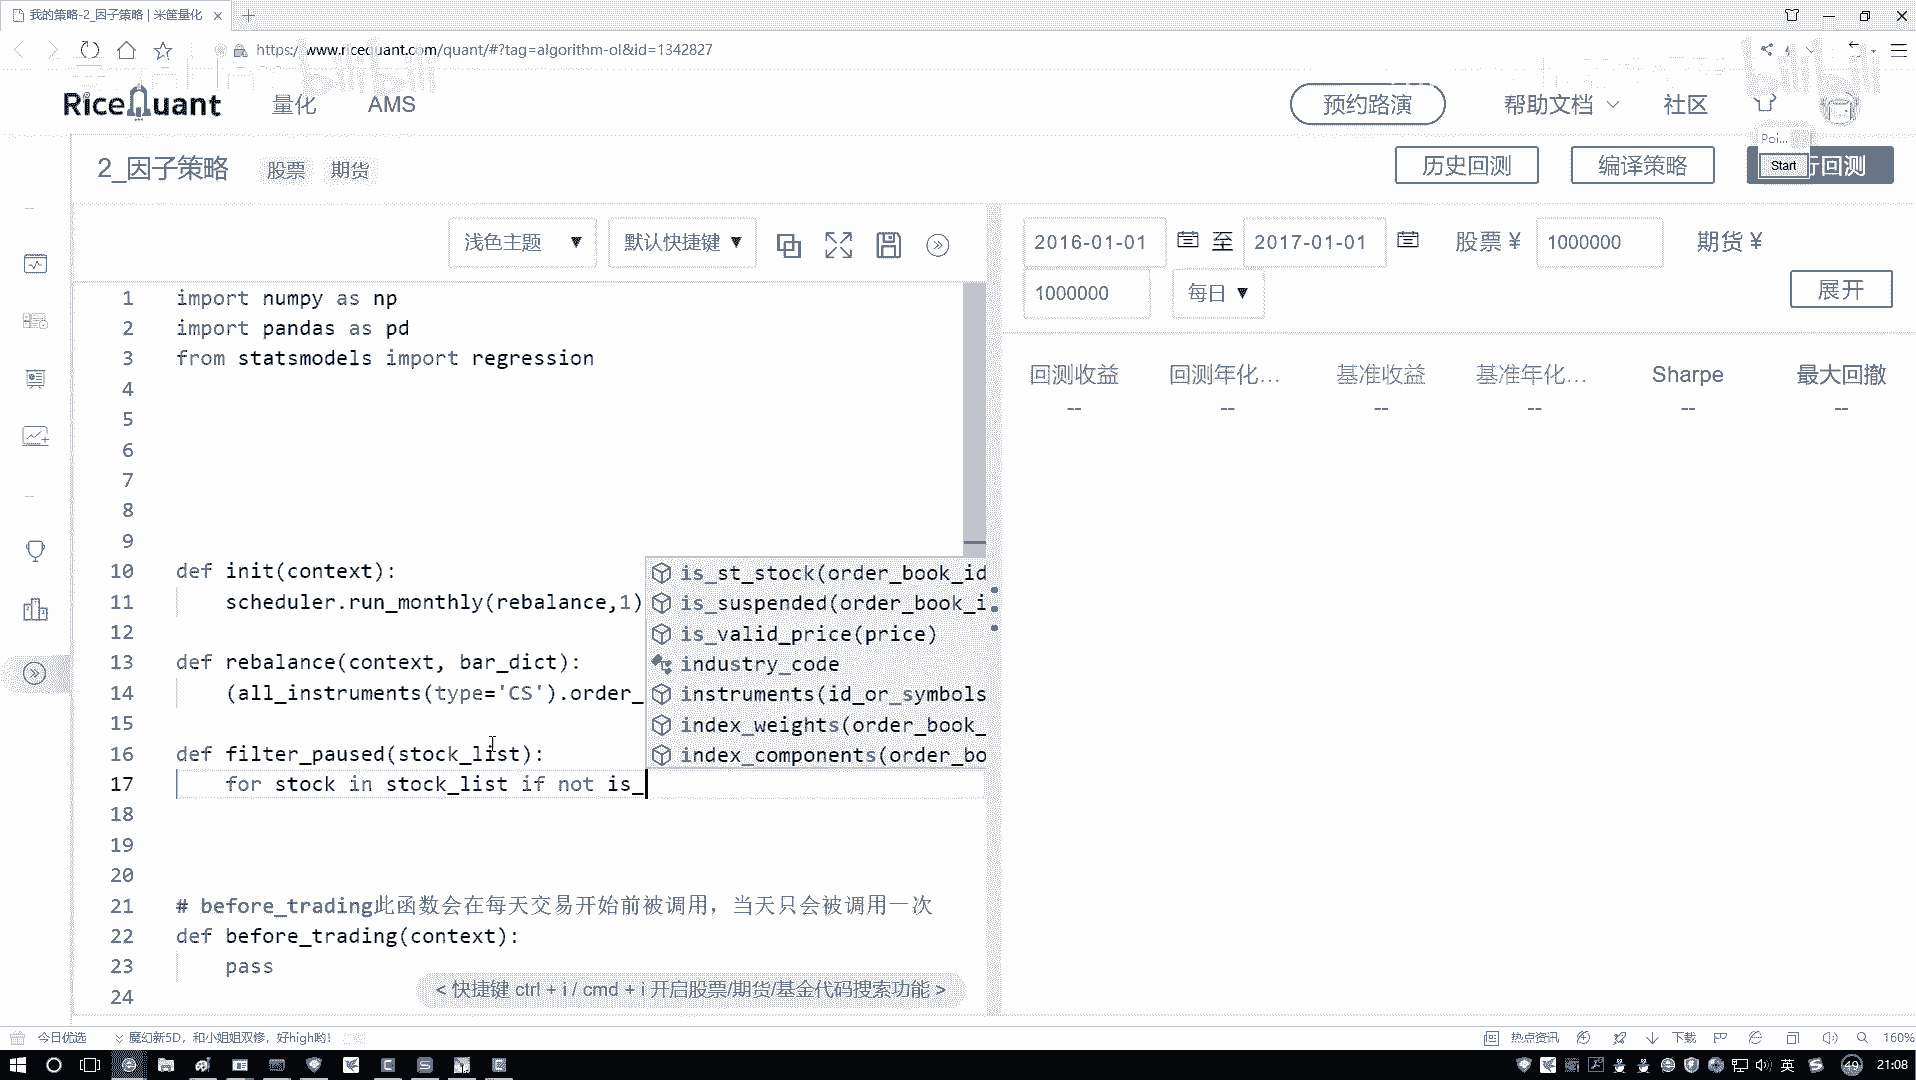 我的策略-2_因子策略 | 米筐量化
https://www.ricequant.com/quant/#?tag=algorithm-ol&id=1342827
bilibili
bilibili
RiceQuant 量化 AMS 预约路演 帮助文档 社区
Poi...
2_因子策略 股票 期货 历史回测 编译策略 Start 行回测
浅色主题 ▼ 默认快捷键 ▼
2016-01-01 至 2017-01-01 股票 ¥ 1000000 期货 ¥
1000000 每日 ▼ 展开
回测收益 回测年化... 基准收益 基准年化... Sharpe 最大回撤
-- -- -- -- -- --
1 import numpy as np
2 import pandas as pd
3 from statsmodels import regression
4
5
6
7
8
9
10 def init(context):
11 scheduler.run_monthly(rebalance,1)
12
13 def rebalance(context, bar_dict):
14 (all_instruments(type='CS').order_
15
16 def filter_paused(stock_list):
17 for stock in stock_list if not is_
18
19
20
21 # before_trading此函数会在每天交易开始前被调用，当天只会被调用一次
22 def before_trading(context):
23 pass
24
is_st_stock(order_book_id
is_suspended(order_book_i
is_valid_price(price)
industry_code
instruments(id_or_symbols
index_weights(order_book_
index_components(order_bo
< 快捷键 ctrl + i / cmd + i 开启股票/期货/基金代码搜索功能 >
今日优选 魔幻新5D，和小姐姐双修，好high哟! 热点资讯 下载 160%
英 49 21:08